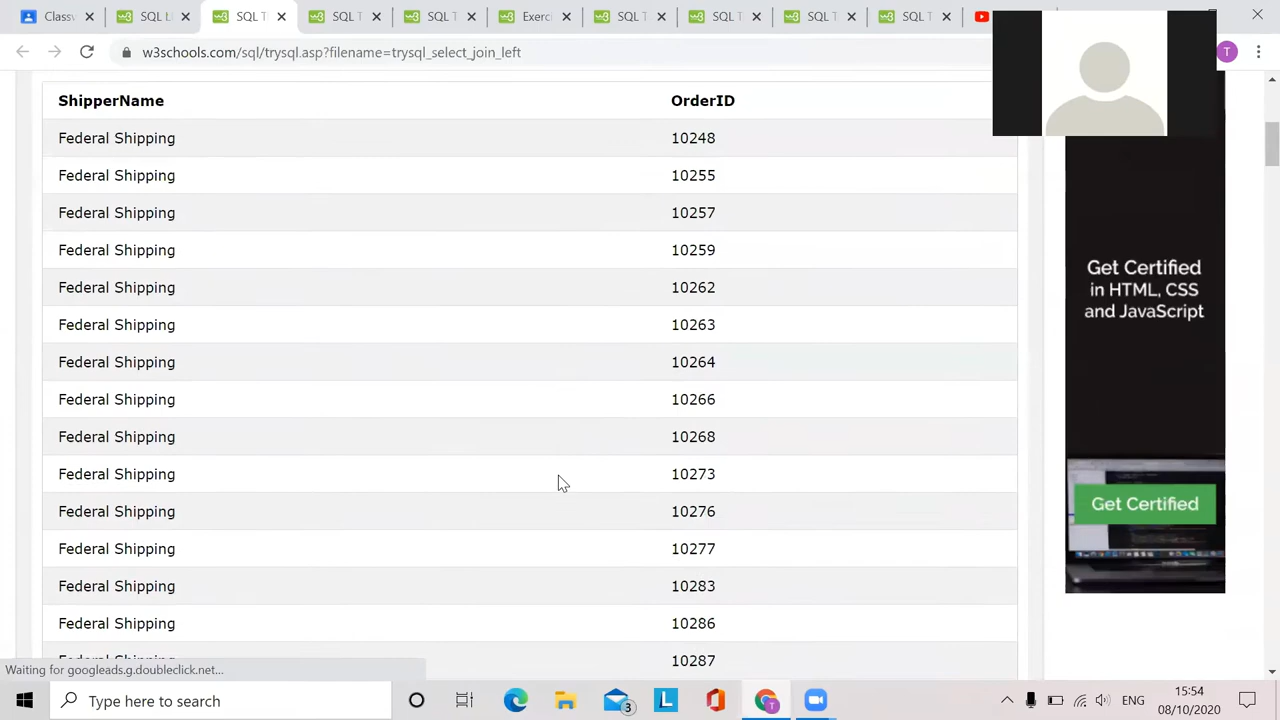 Classw
SQL L
SQL T
SQL T
SQL T
Exerc
SQL T
SQL T
SQL T
SQL T
w3schools.com/sql/trysql.asp?filename=trysql_select_join_left
T
ShipperName OrderID
Federal Shipping 10248
Federal Shipping 10255
Federal Shipping 10257
Federal Shipping 10259
Federal Shipping 10262
Federal Shipping 10263
Federal Shipping 10264
Federal Shipping 10266
Federal Shipping 10268
Federal Shipping 10273
Federal Shipping 10276
Federal Shipping 10277
Federal Shipping 10283
Federal Shipping 10286
Federal Shipping 10287
Get Certified
in HTML, CSS
and JavaScript
Get Certified
Waiting for googleads.g.doubleclick.net...
Type here to search
3
L
T
ENG
15:54
08/10/2020